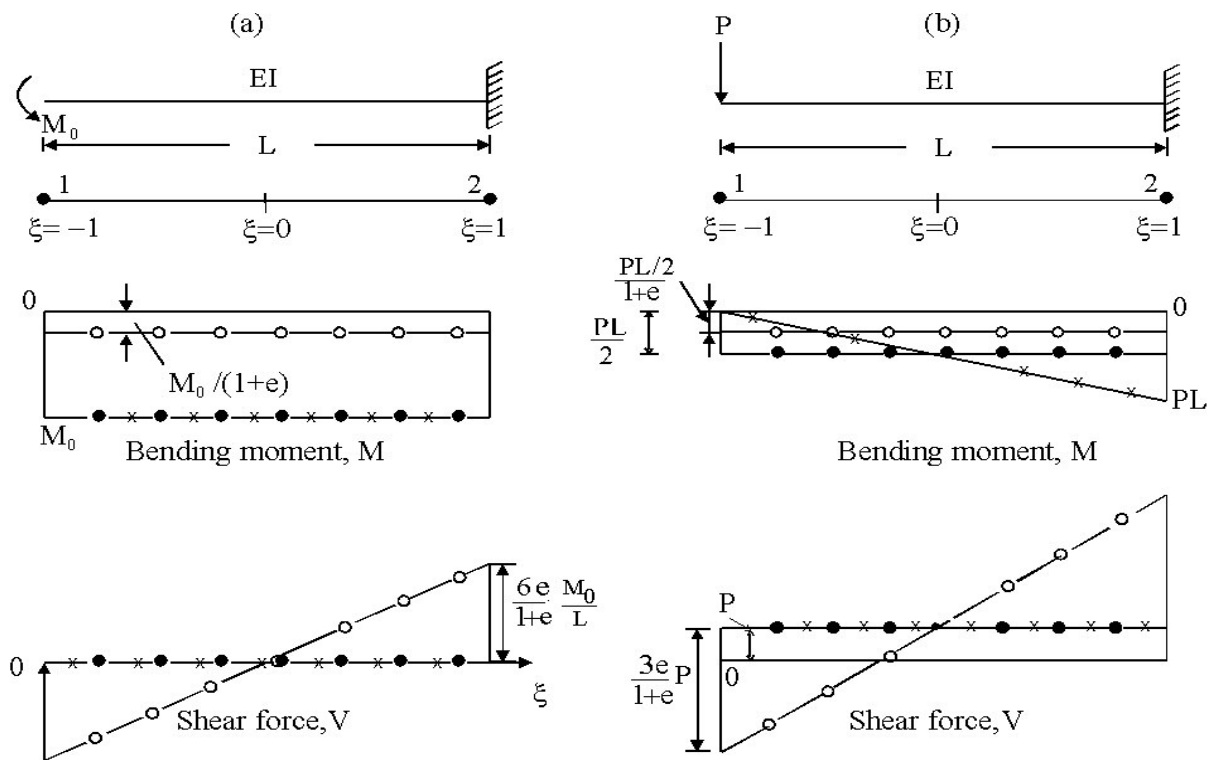 (a)
EI
M₀
L
1
2
ξ= –1
ξ=0
ξ=1
0
M₀ /(1+e)
M₀
Bending moment, M
0
6 e
1+e
M₀
L
ξ
Shear force,V
(b)
P
EI
L
1
2
ξ= –1
ξ=0
ξ=1
PL/2
1+e
PL
2
0
PL
Bending moment, M
P
3e
1+e
P
0
Shear force,V